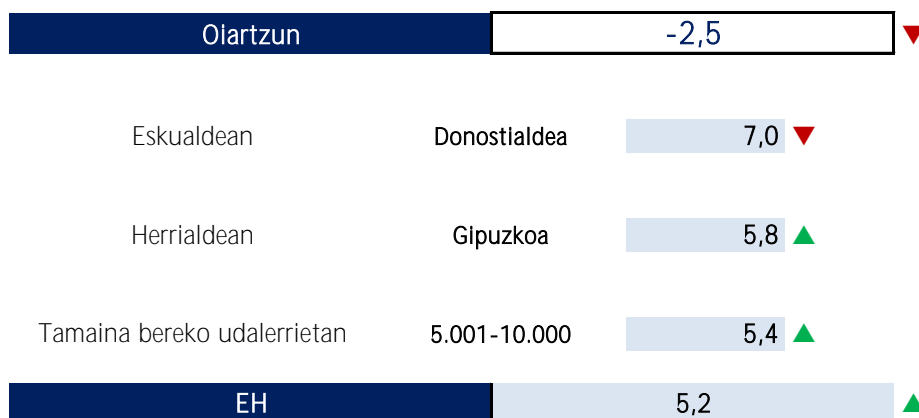 Oiartzun -2,5 ▼
Eskualdean Donostialdea 7,0 ▼
Herrialdean Gipuzkoa 5,8 ▲
Tamaina bereko udalerrietan 5.001-10.000 5,4 ▲
EH 5,2 ▲